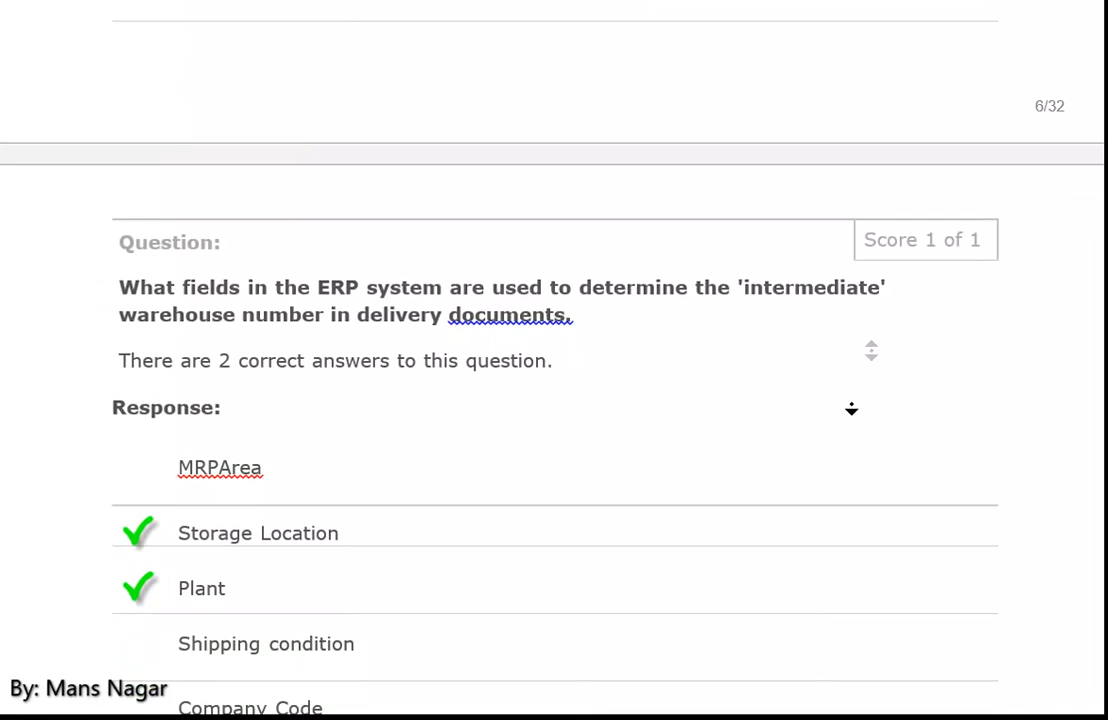 6/32
Question:
Score 1 of 1
What fields in the ERP system are used to determine the 'intermediate'
warehouse number in delivery documents.
There are 2 correct answers to this question.
Response:
MRPArea
Storage Location
Plant
Shipping condition
By: Mans Nagar
Company Code